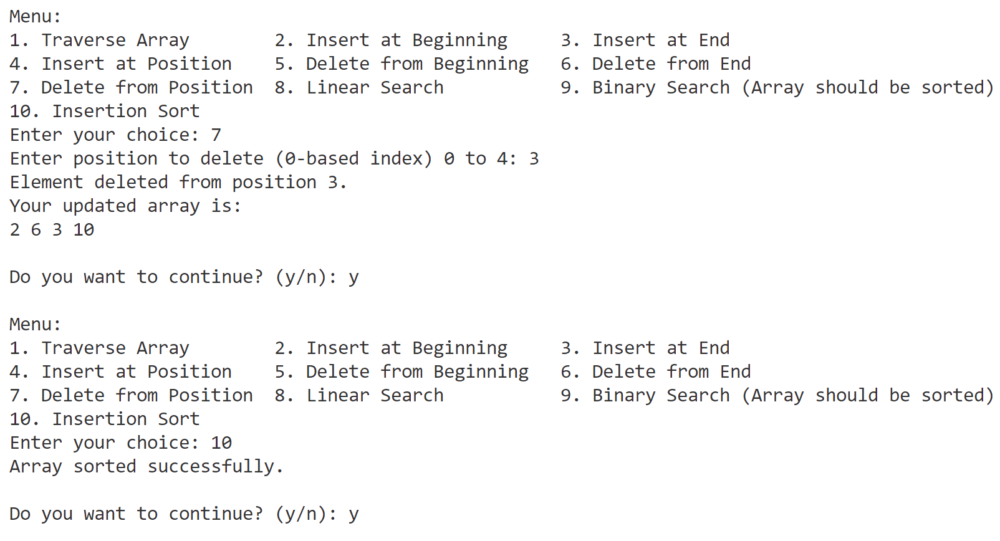 Menu:
1. Traverse Array        2. Insert at Beginning     3. Insert at End
4. Insert at Position    5. Delete from Beginning   6. Delete from End
7. Delete from Position  8. Linear Search           9. Binary Search (Array should be sorted)
10. Insertion Sort
Enter your choice: 7
Enter position to delete (0-based index) 0 to 4: 3
Element deleted from position 3.
Your updated array is:
2 6 3 10

Do you want to continue? (y/n): y

Menu:
1. Traverse Array        2. Insert at Beginning     3. Insert at End
4. Insert at Position    5. Delete from Beginning   6. Delete from End
7. Delete from Position  8. Linear Search           9. Binary Search (Array should be sorted)
10. Insertion Sort
Enter your choice: 10
Array sorted successfully.

Do you want to continue? (y/n): y